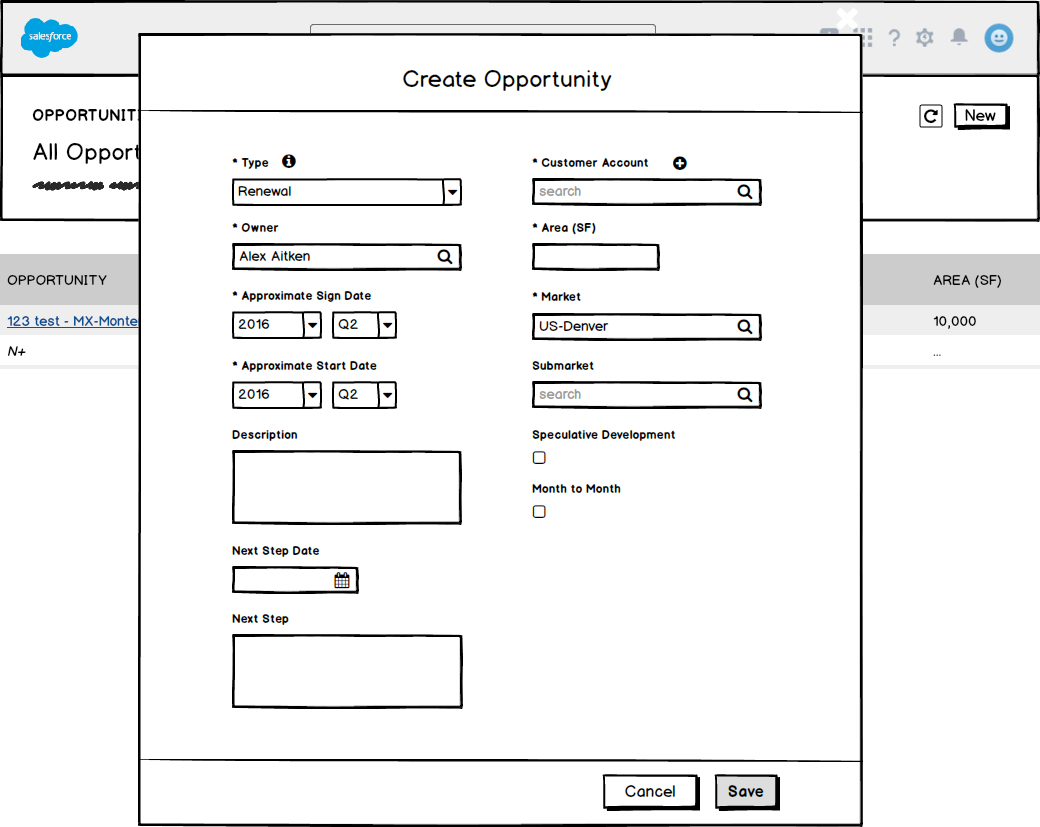 salesforce
?
Create Opportunity
OPPORTUNIT
New
All Opport
* Type
* Customer Account
Renewal
search
* Owner
* Area (SF)
Alex Aitken
OPPORTUNITY
AREA (SF)
* Approximate Sign Date
* Market
123 test - MX-Monte
2016
Q2
US-Denver
10,000
N+
...
* Approximate Start Date
Submarket
2016
Q2
search
Description
Speculative Development
Month to Month
Next Step Date
Next Step
Cancel
Save